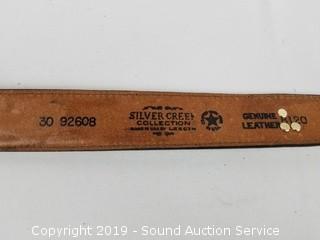 30 92608
SILVER CREEK
COLLECTION
GENUINE
LEATHER
Copyright 2019 - Sound Auction Service